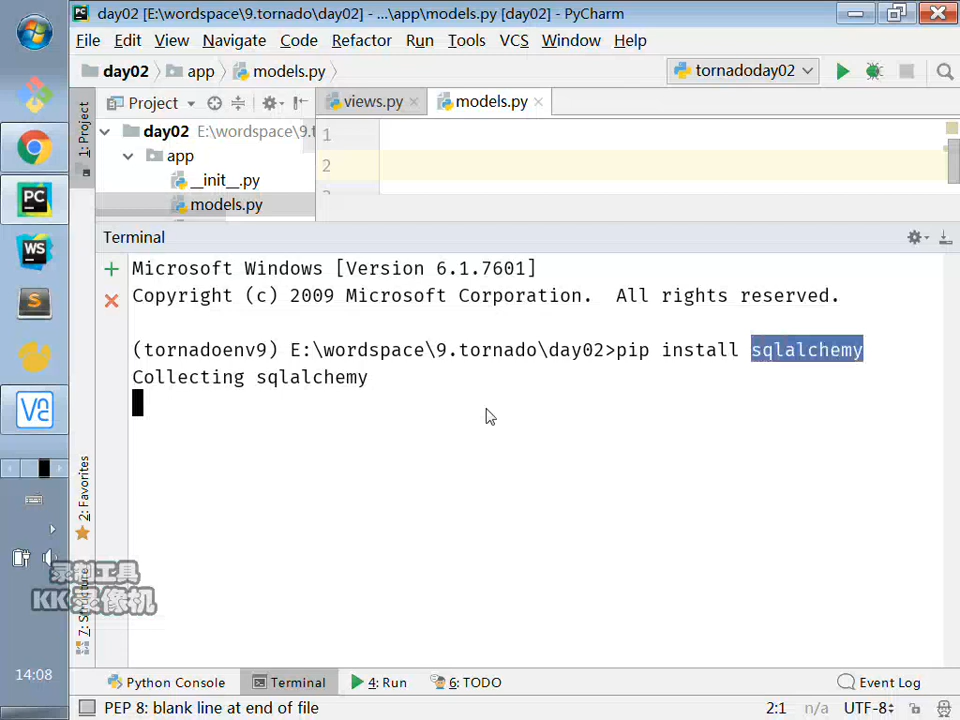 day02 [E:\wordspace\9.tornado\day02] - ...\app\models.py [day02] - PyCharm
File Edit View Navigate Code Refactor Run Tools VCS Window Help
day02 app models.py tornadoday02
1: Project
Project views.py models.py
day02 E:\wordspace\9.t
app
__init__.py
models.py
1
2
Terminal
Microsoft Windows [Version 6.1.7601]
Copyright (c) 2009 Microsoft Corporation. All rights reserved.
(tornadoenv9) E:\wordspace\9.tornado\day02>pip install sqlalchemy
Collecting sqlalchemy
PC
WS
2: Favorites
录制工具
KK录像机
14:08
Python Console Terminal 4: Run 6: TODO Event Log
PEP 8: blank line at end of file 2:1 n/a UTF-8